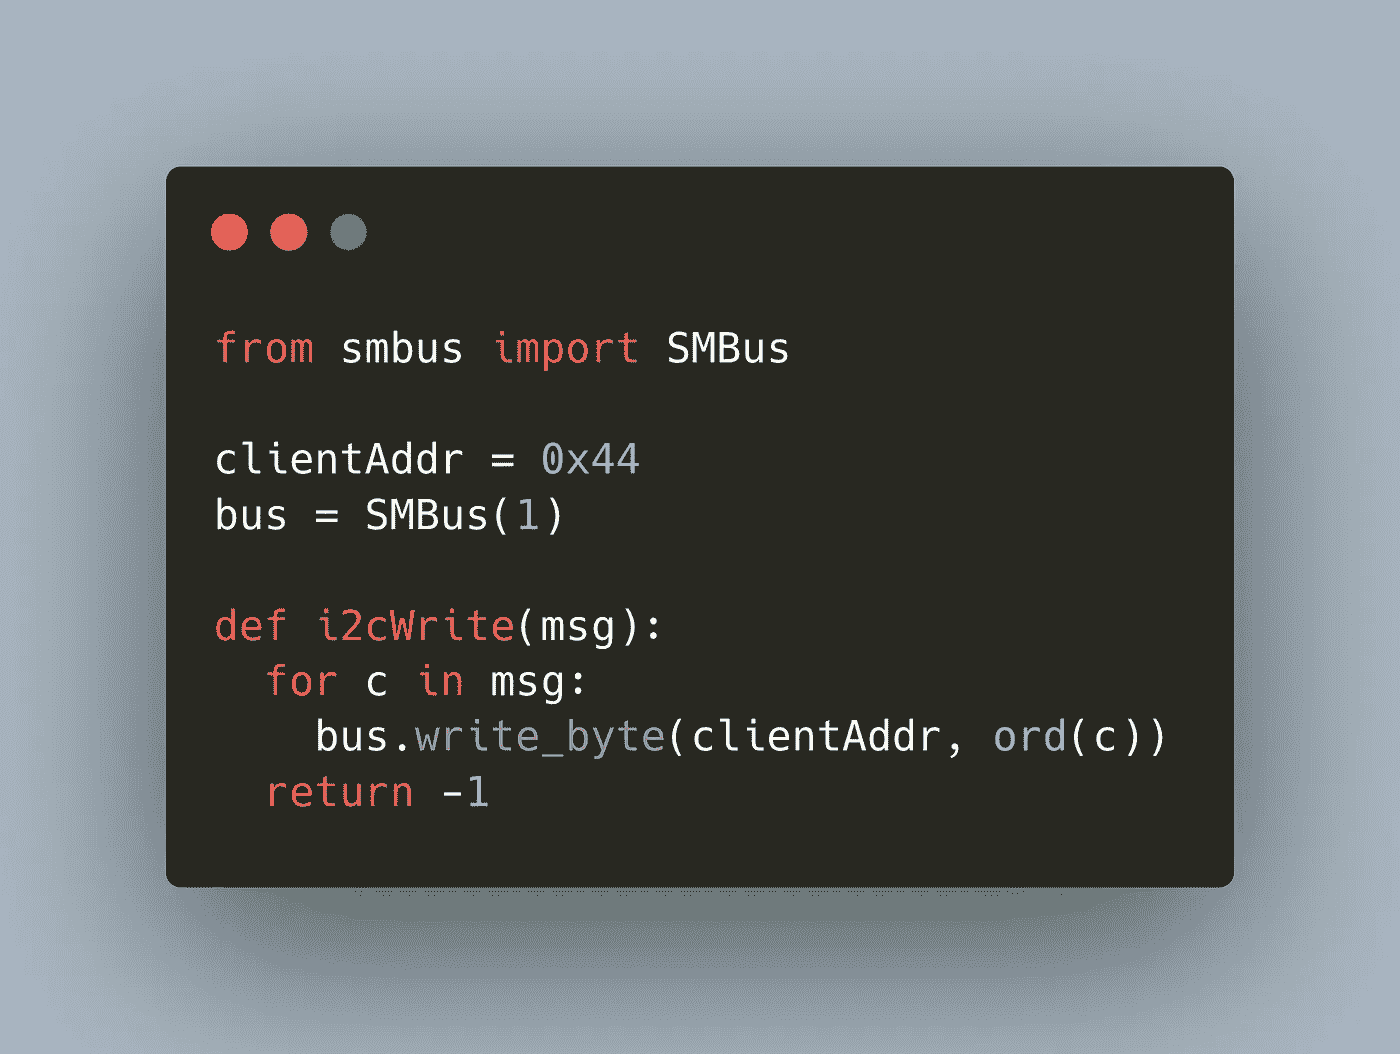 from smbus import SMBus
clientAddr = 0x44
bus = SMBus(1)
def i2cWrite(msg):
  for c in msg:
    bus.write_byte(clientAddr, ord(c))
  return -1